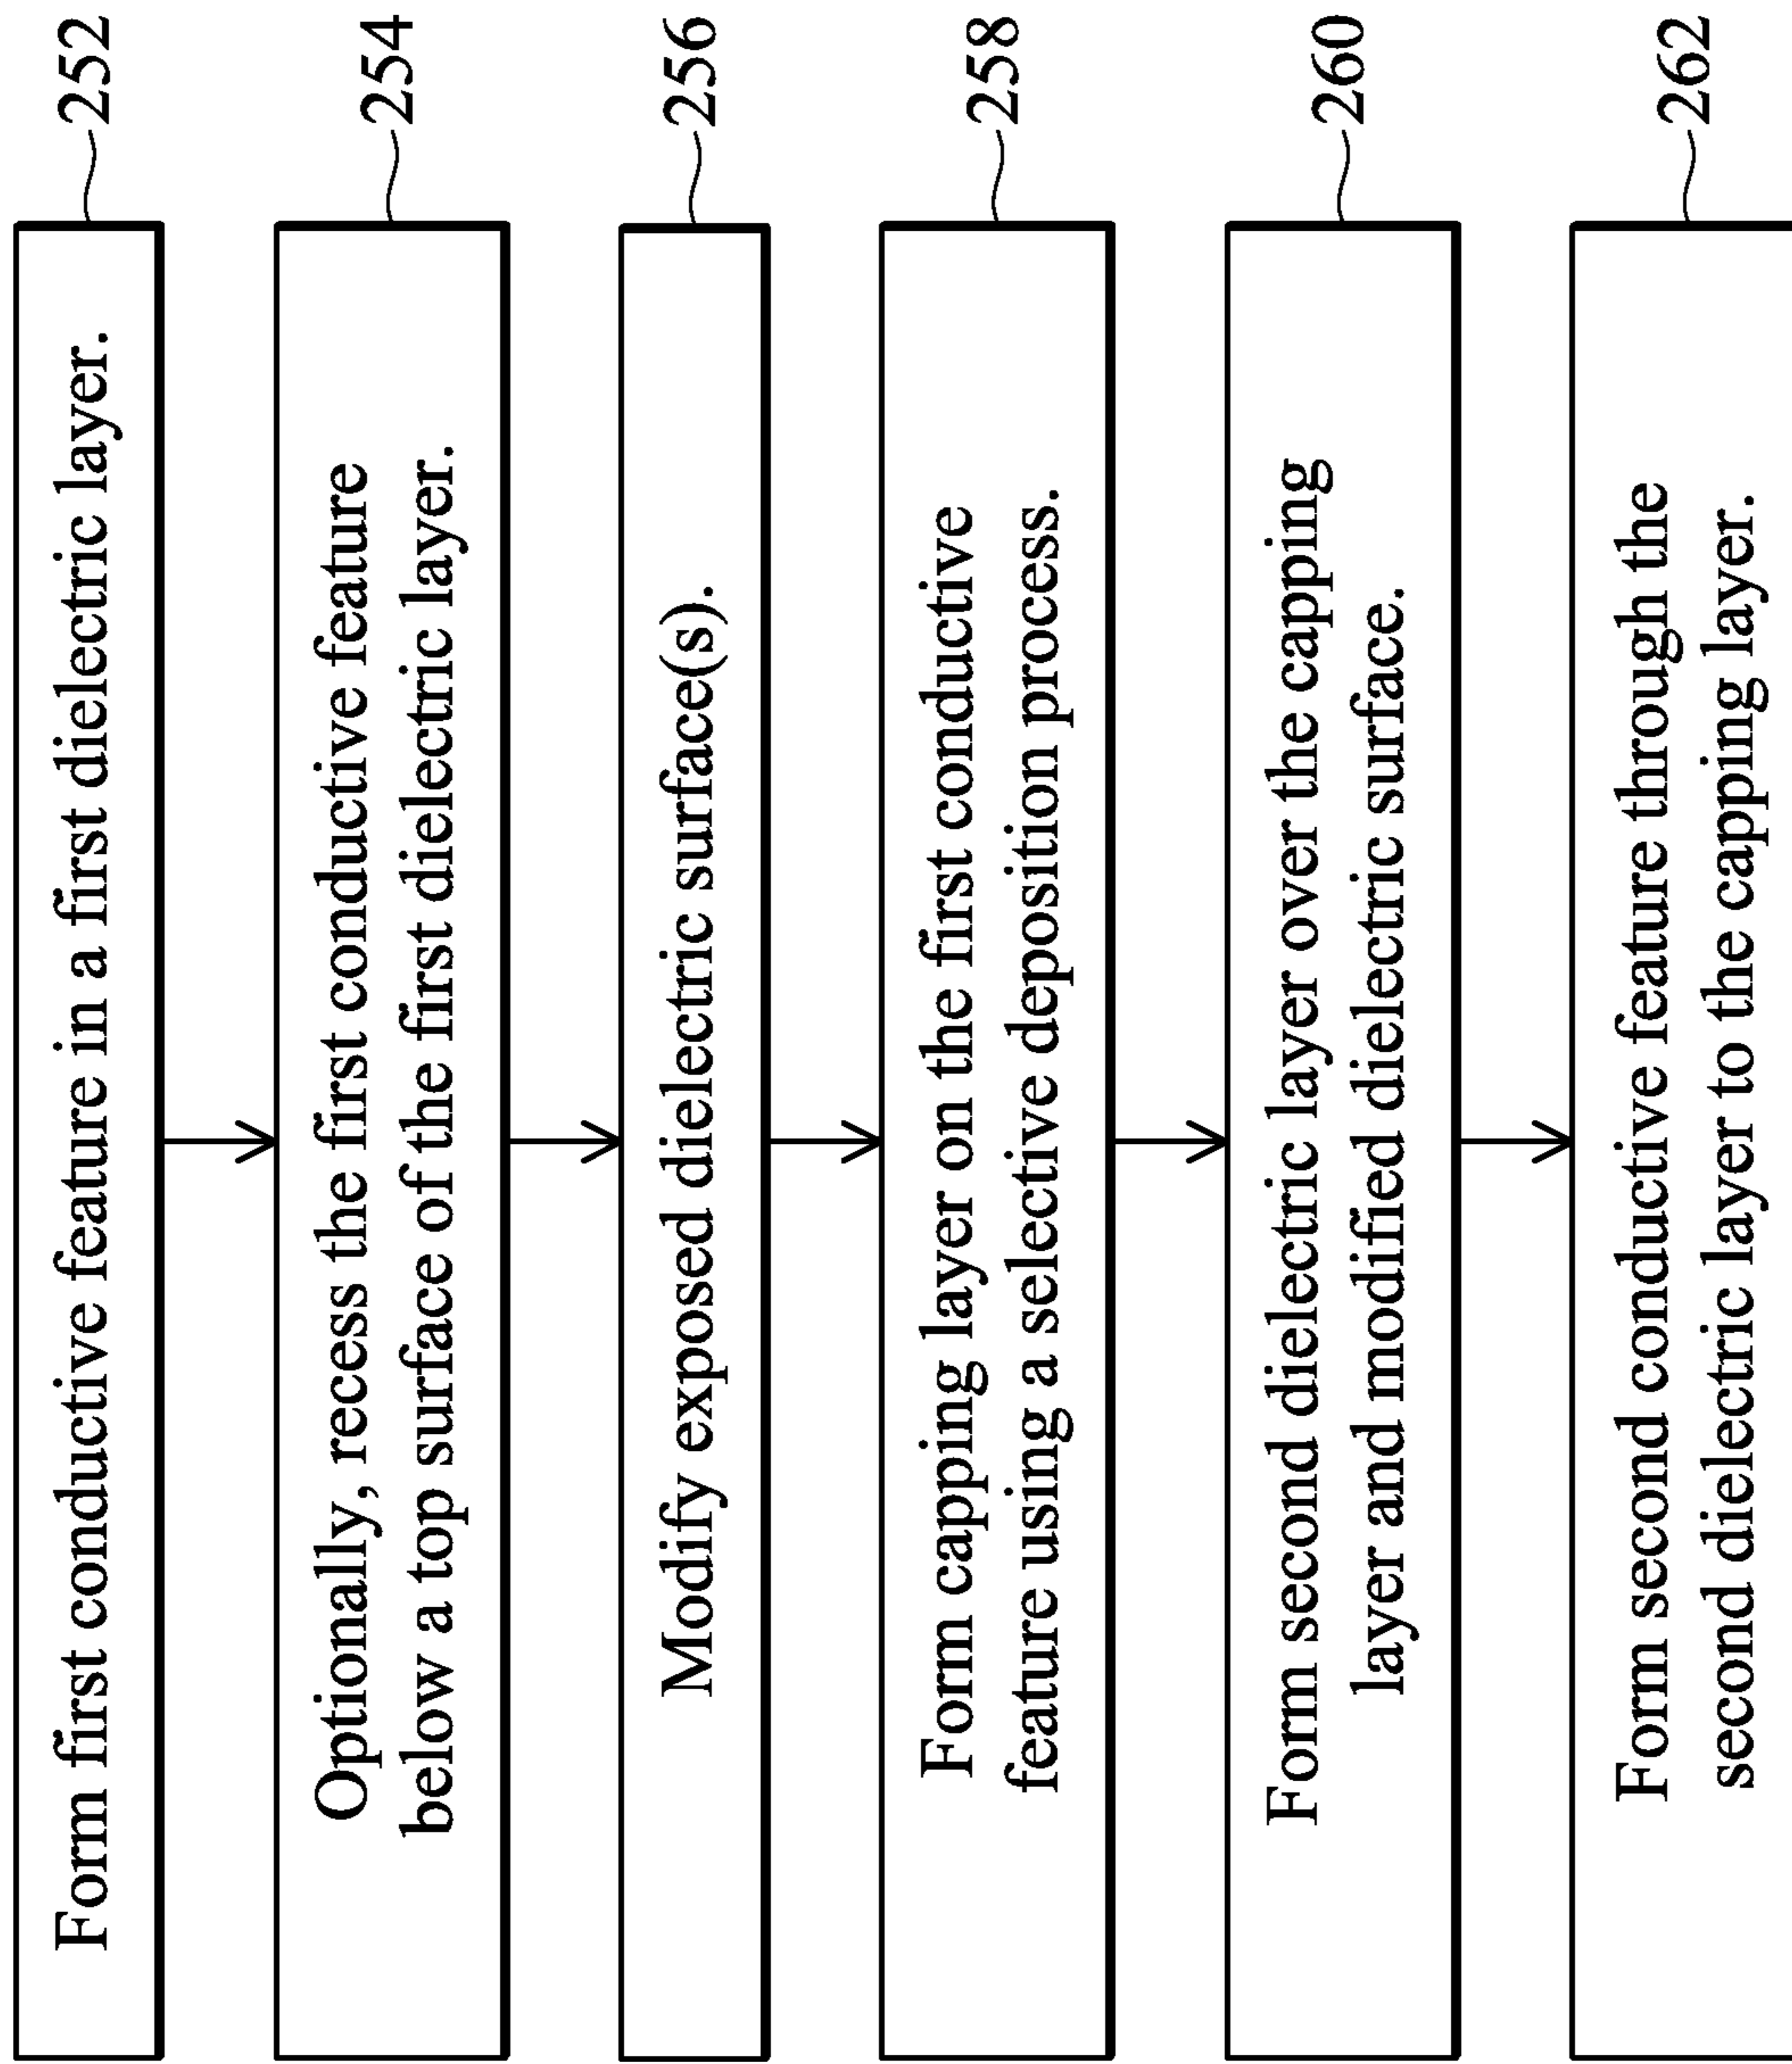 Form first conductive feature in a first dielectric layer.
252
Optionally, recess the first conductive feature
below a top surface of the first dielectric layer.
254
Modify exposed dielectric surface(s).
256
Form capping layer on the first conductive
feature using a selective deposition process.
258
Form second dielectric layer over the capping
layer and modified dielectric surface.
260
Form second conductive feature through the
second dielectric layer to the capping layer.
262